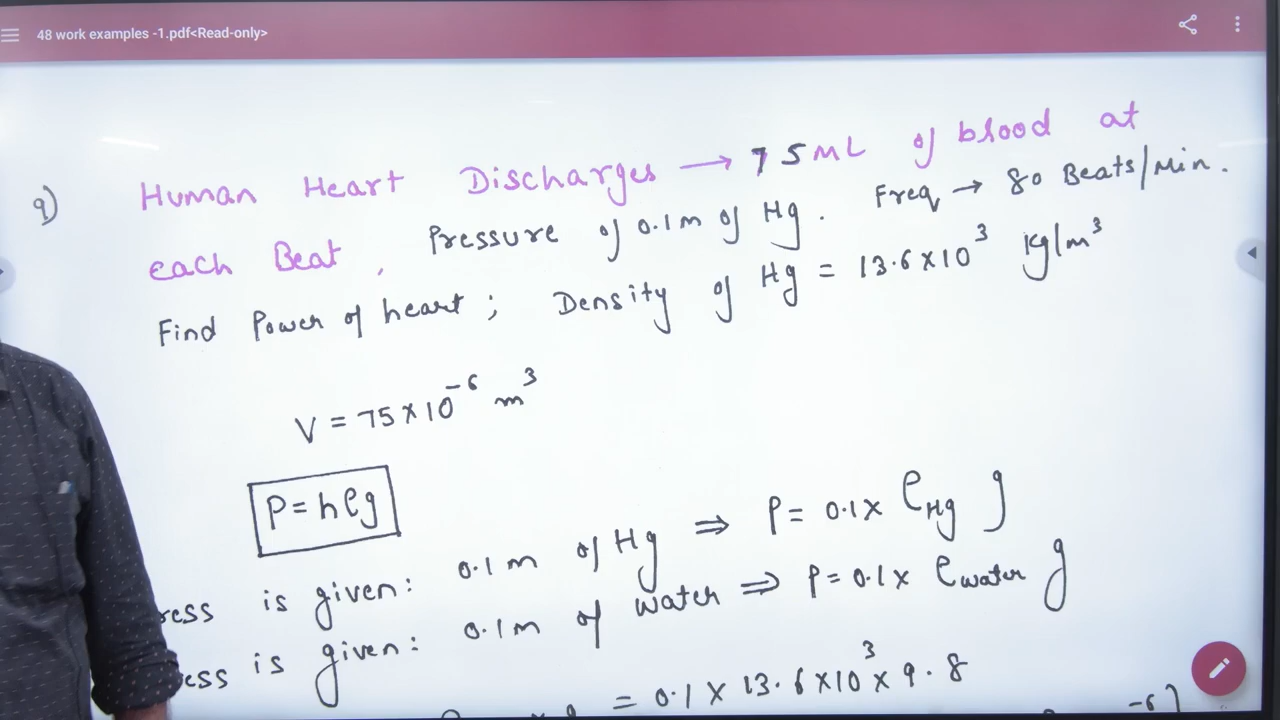 48 work examples -1.pdf<Read-only>
q) Human Heart Discharges → 75 ML of blood at
each Beat, Pressure of 0.1m of Hg. Freq → 80 Beats/Min.
Find Power of heart; Density of Hg = 13.6×10³ kg/m³
V = 75×10⁻⁶ m³
P = hρg
ress is given: 0.1 m of Hg ⇒ P = 0.1× ρHg g
ess is given: 0.1 m of water ⇒ P = 0.1× ρwater g
= 0.1 × 13.6×10³×9.8